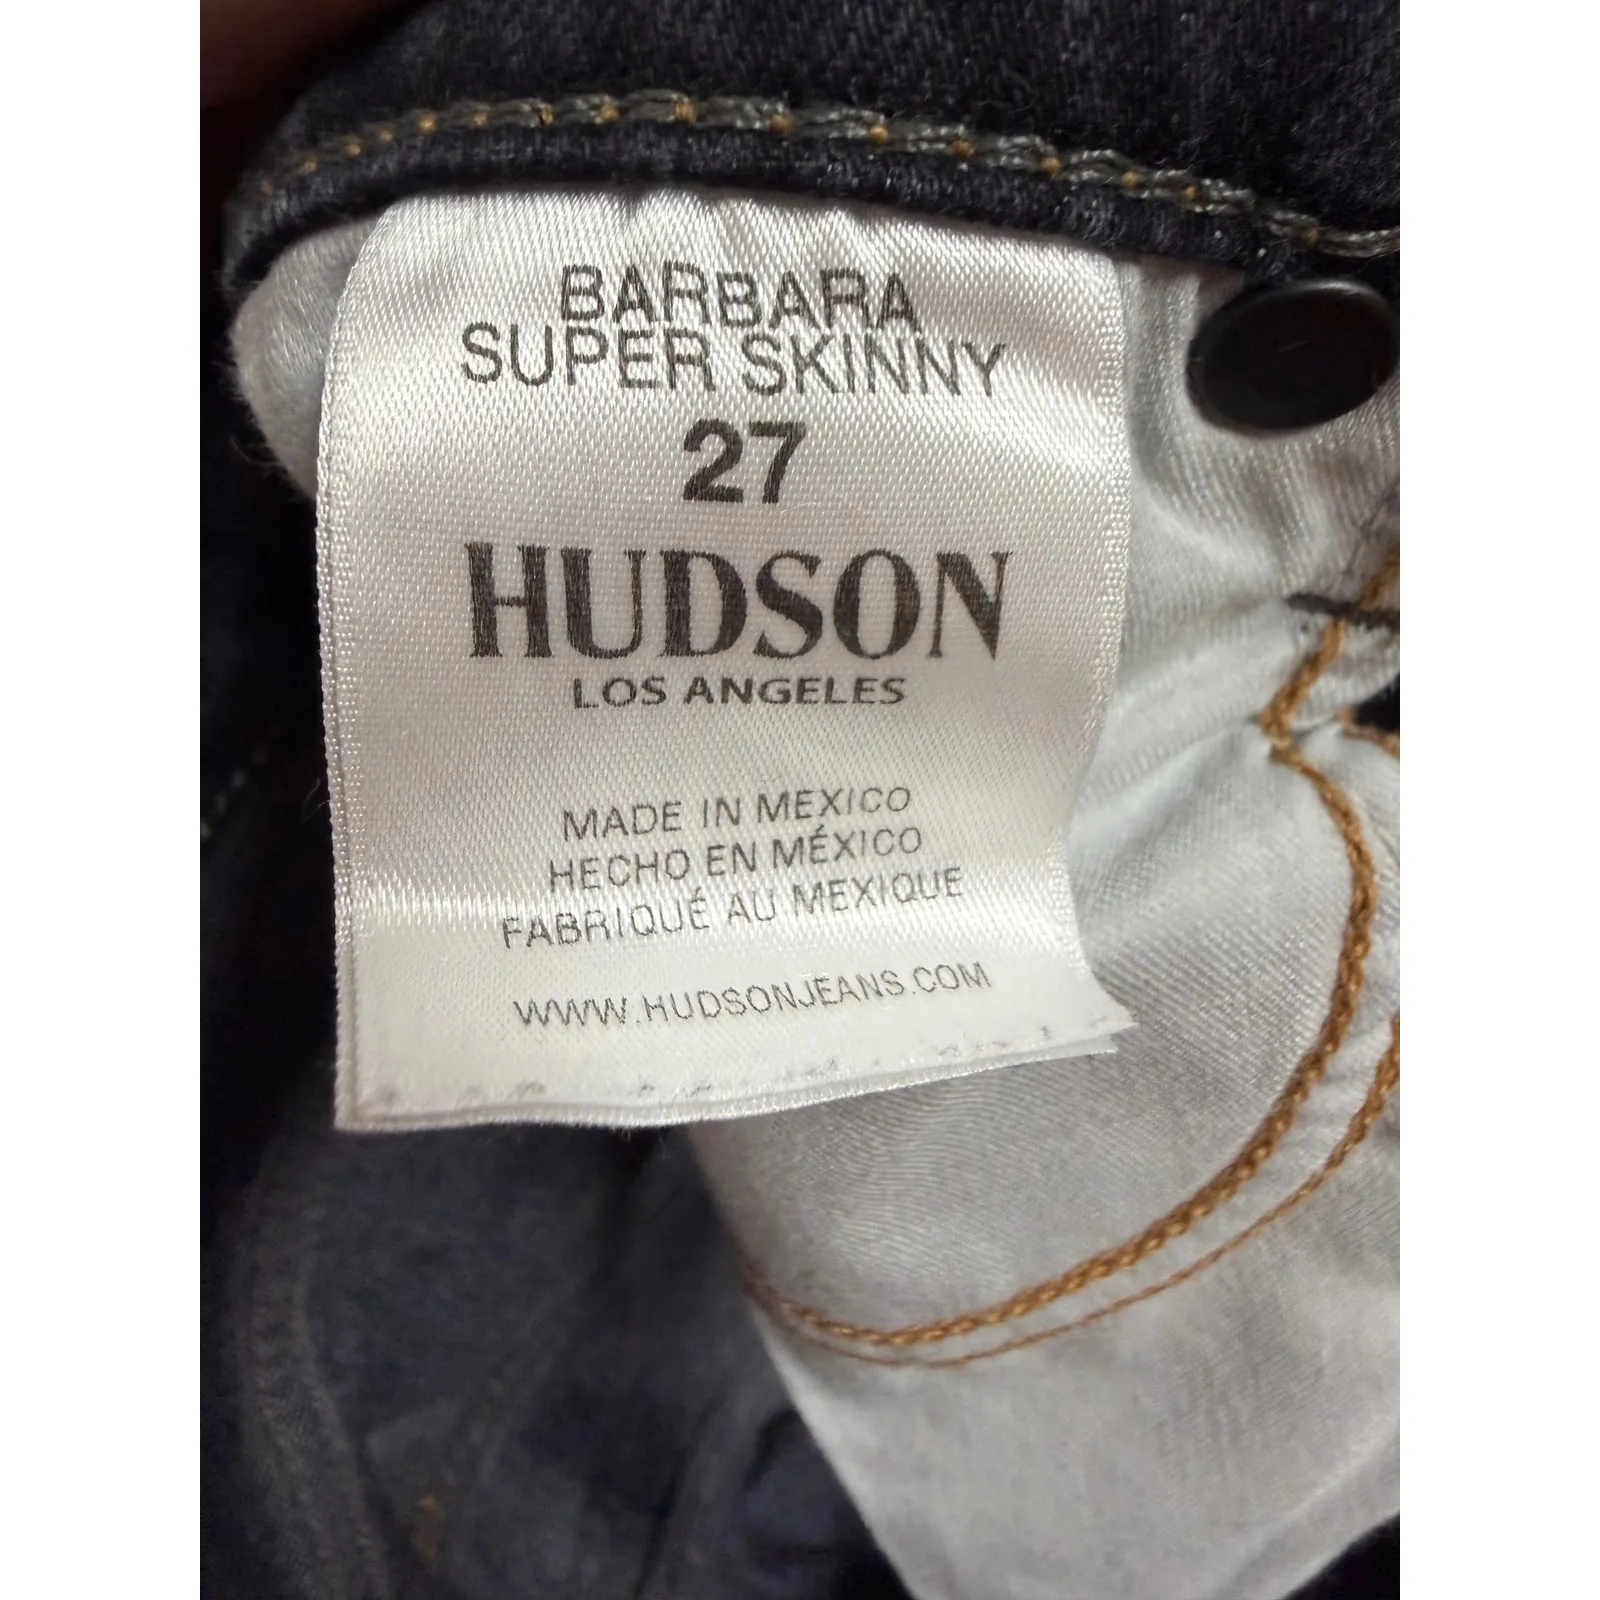 BARBARA
SUPER SKINNY
27
HUDSON
LOS ANGELES
MADE IN MEXICO
HECHO EN MÉXICO
FABRIQUÉ AU MEXIQUE
WWW.HUDSONJEANS.COM